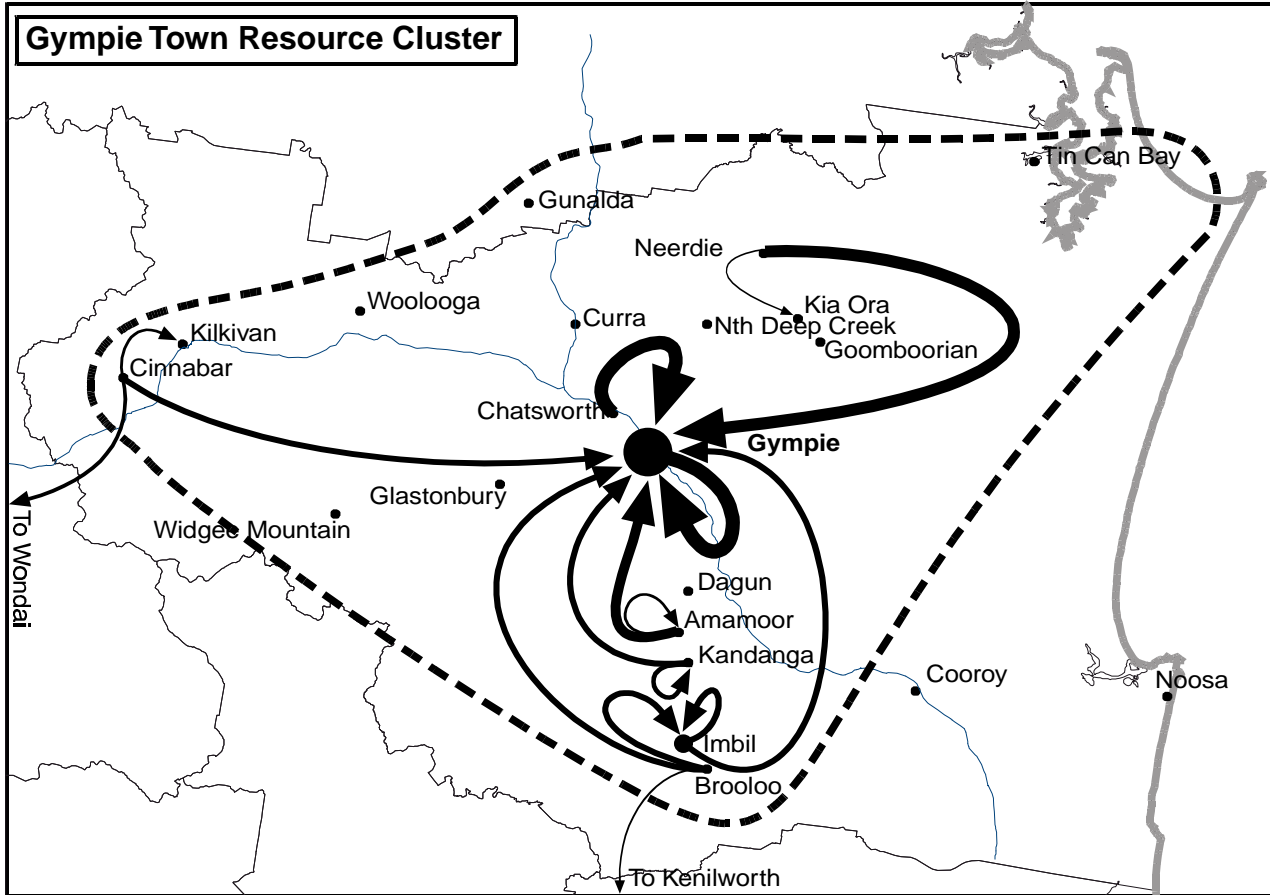 Gympie Town Resource Cluster
Tin Can Bay
Gunalda
Neerdie
Woolooga
Kia Ora
Curra
Nth Deep Creek
Kilkivan
Goomboorian
Cinnabar
Chatsworth
Gympie
Glastonbury
To Wondai
Widgee Mountain
Dagun
Amamoor
Kandanga
Cooroy
Noosa
Imbil
Brooloo
To Kenilworth